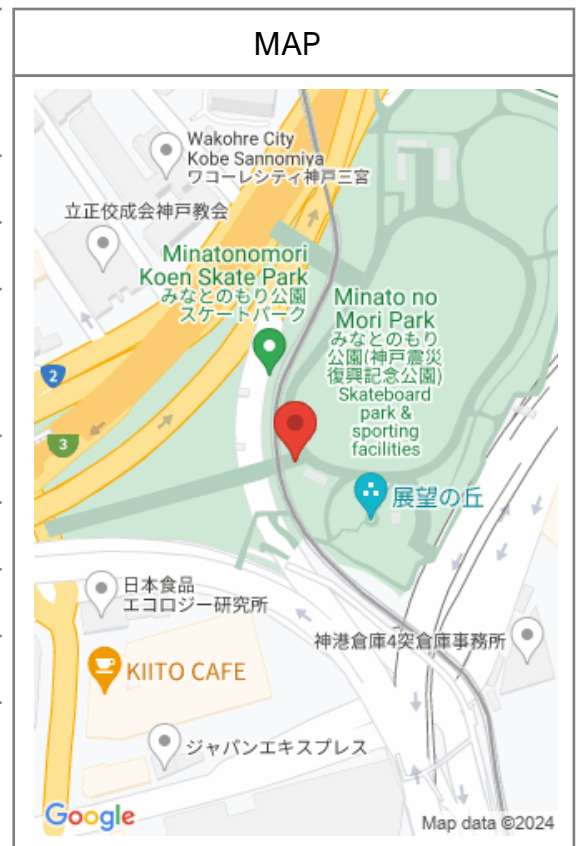 MAP
Wakohre City
Kobe Sannomiya
ワコーレシティ神戸三宮
立正佼成会神戸教会
Minatonomori
Koen Skate Park
みなとのもり公園
スケートパーク
Minato no
Mori Park
みなとのもり
公園(神戸震災
復興記念公園)
Skateboard
park &
sporting
facilities
2
3
展望の丘
日本食品
エコロジー研究所
神港倉庫4突倉庫事務所
KIITO CAFE
ジャパンエキスプレス
Google
Map data ©2024